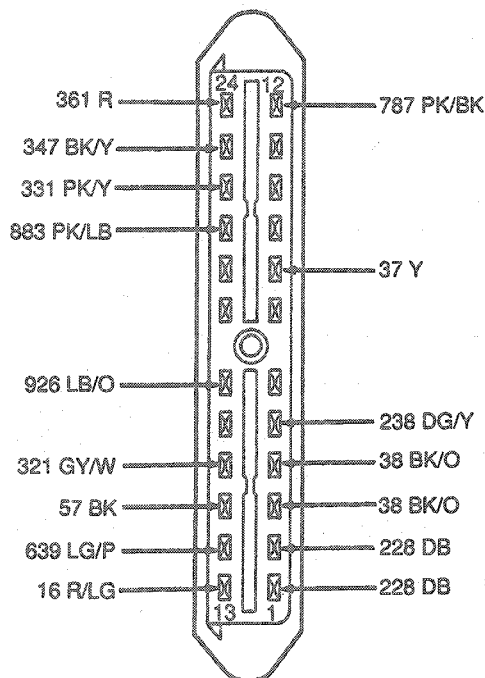 24 12
361 R 787 PK/BK
347 BK/Y
331 PK/Y
883 PK/LB
37 Y
926 LB/O
238 DG/Y
321 GY/W 38 BK/O
57 BK 38 BK/O
639 LG/P 228 DB
16 R/LG 228 DB
13 1